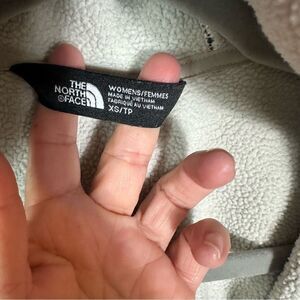 THE
NORTH
FACE
WOMENS/FEMMES
MADE IN VIETNAM
FABRIQUÉ AU VIETNAM
XS/TP